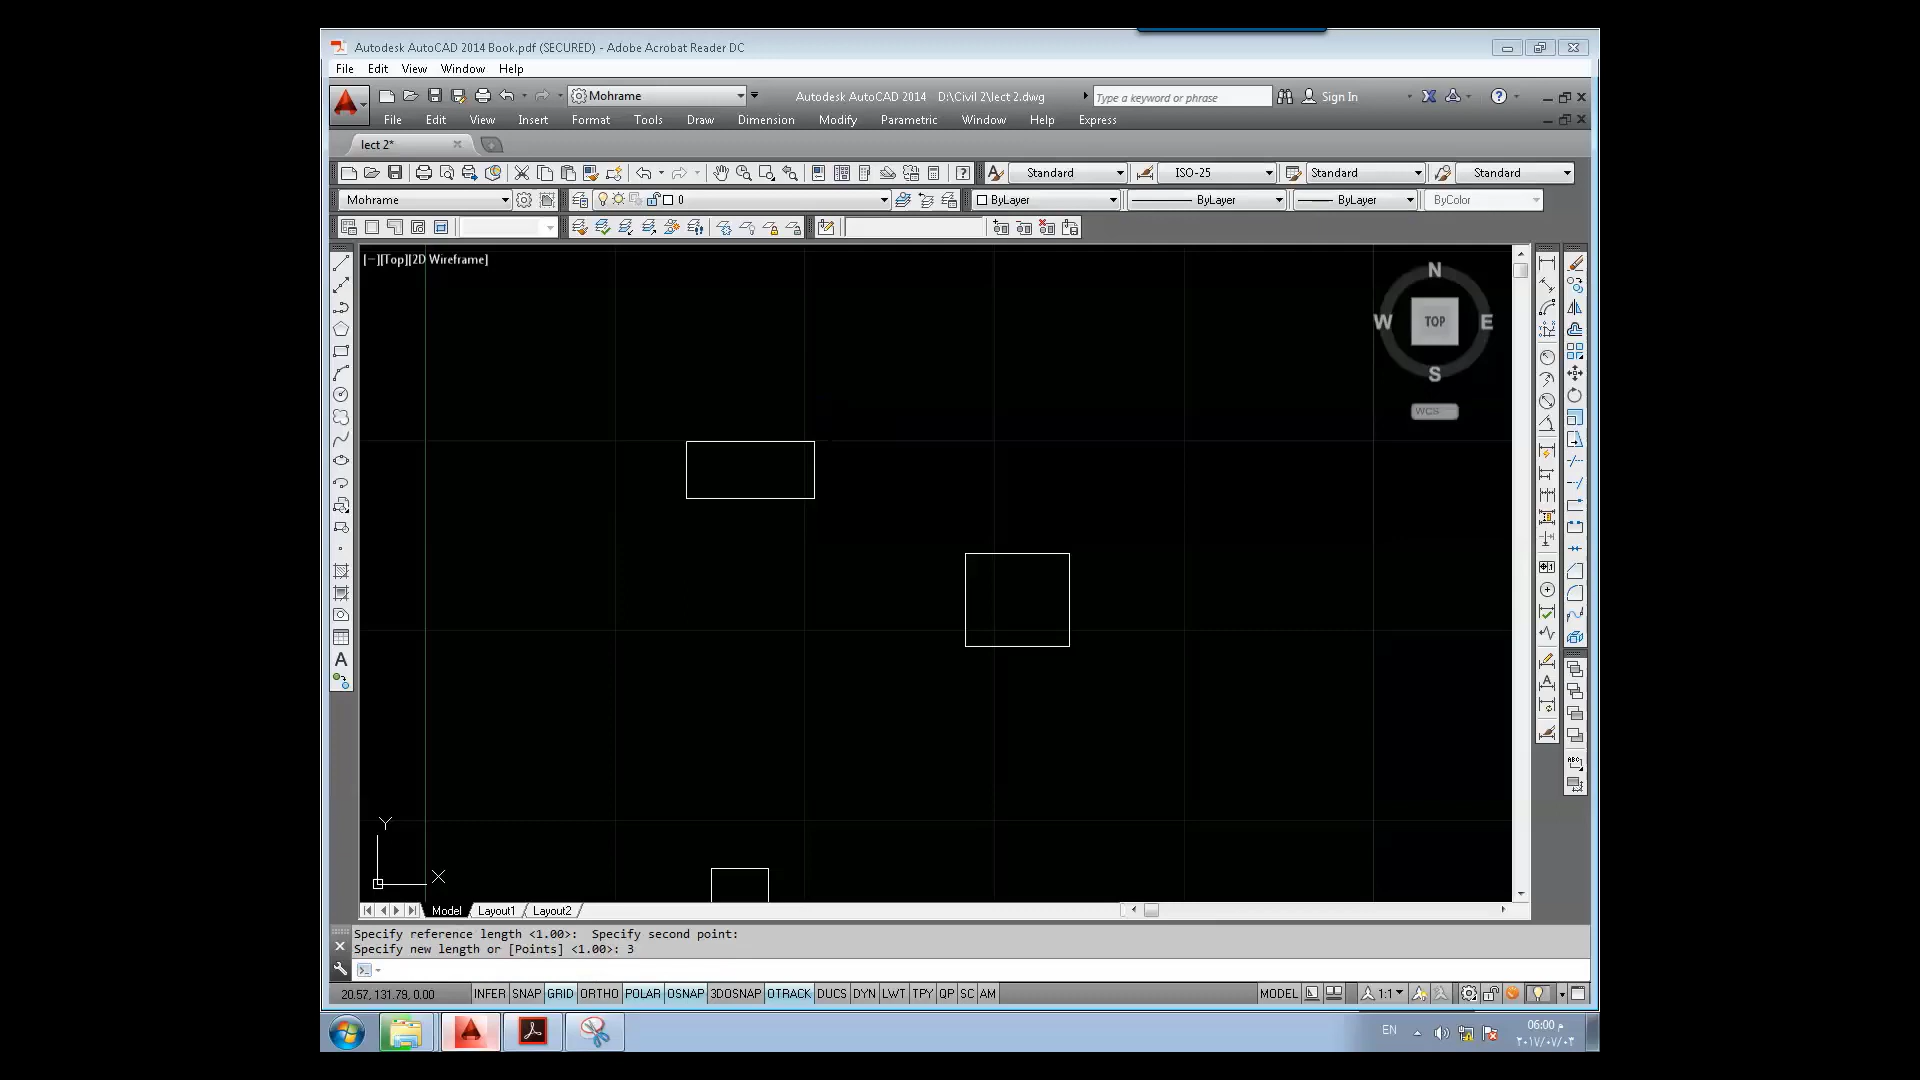 Autodesk AutoCAD 2014 Book.pdf (SECURED) - Adobe Acrobat Reader DC
File Edit View Window Help
Mohrame Autodesk AutoCAD 2014 D:\Civil 2\lect 2.dwg Type a keyword or phrase Sign In
File Edit View Insert Format Tools Draw Dimension Modify Parametric Window Help Express
lect 2*
Standard ISO-25 Standard Standard
Mohrame 0 ByLayer ByLayer ByLayer ByColor
[−][Top][2D Wireframe]
N
W TOP E
S
WCS
A
Y
X
Model Layout1 Layout2
Specify reference length <1.00>: Specify second point:
Specify new length or [Points] <1.00>: 3
20.57, 131.79, 0.00 INFER SNAP GRID ORTHO POLAR OSNAP 3DOSNAP OTRACK DUCS DYN LWT TPY QP SC AM MODEL 1:1
EN 06:00 م
٢٠١٧/٠٧/٠٣